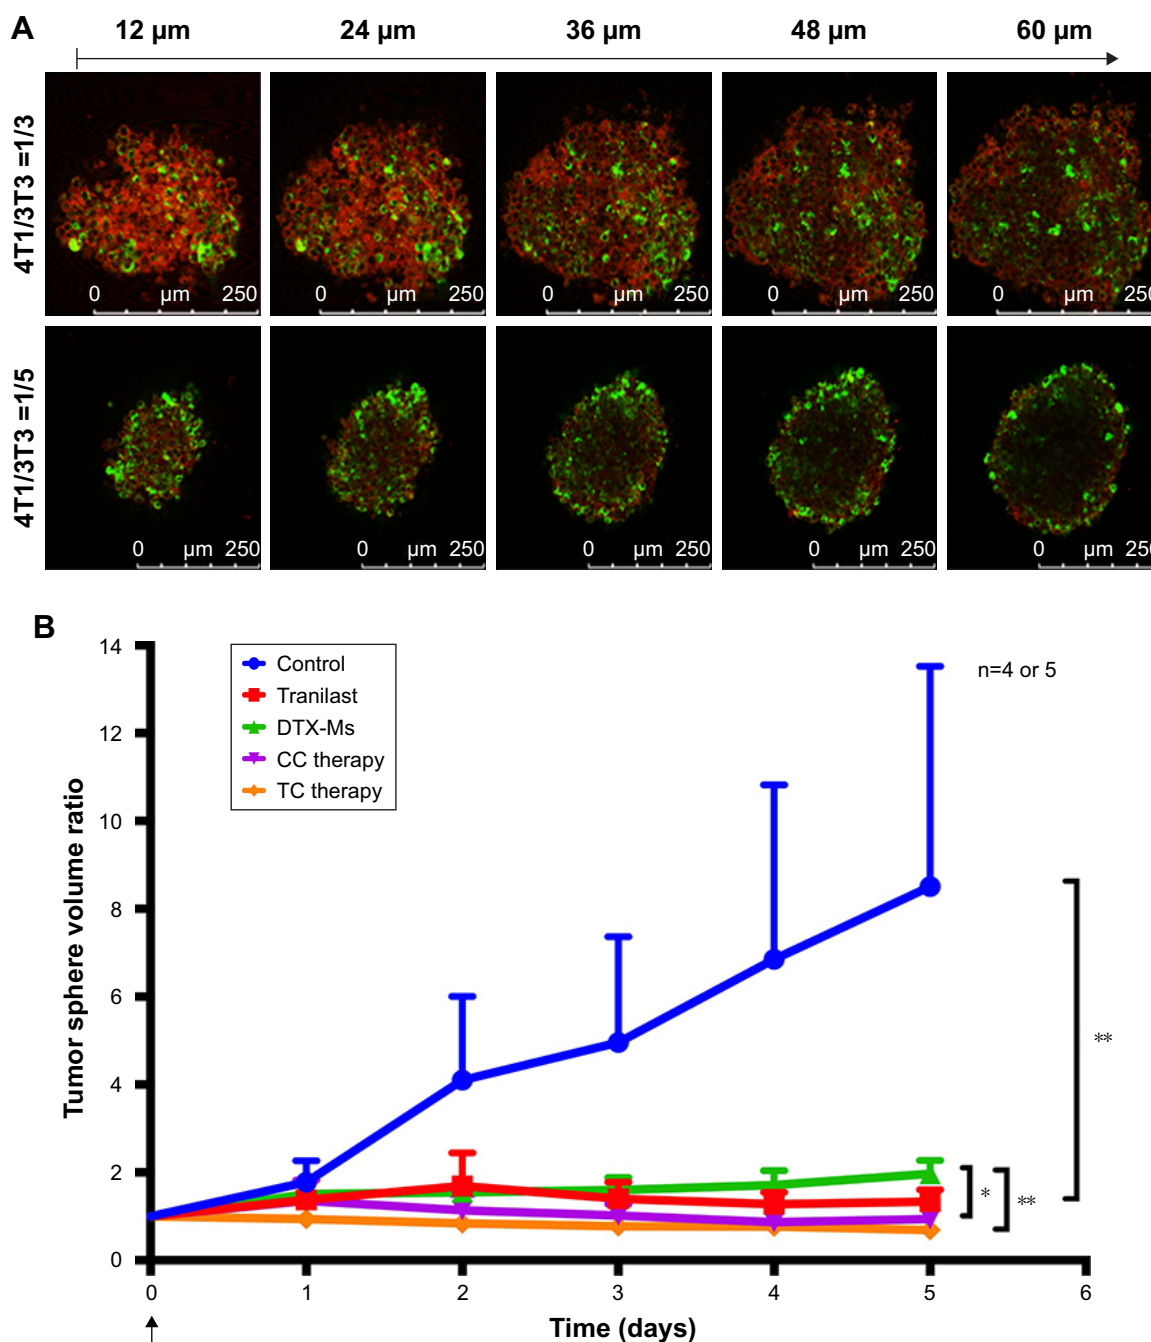 A
12 µm 24 µm 36 µm 48 µm 60 µm
4T1/3T3 =1/3
0 µm 250 0 µm 250 0 µm 250 0 µm 250 0 µm 250
4T1/3T3 =1/5
0 µm 250 0 µm 250 0 µm 250 0 µm 250 0 µm 250
B
Tumor sphere volume ratio
14
12
10
8
6
4
2
0
Control
Tranilast
DTX-Ms
CC therapy
TC therapy
n=4 or 5
**
*
**
0 1 2 3 4 5 6
Time (days)